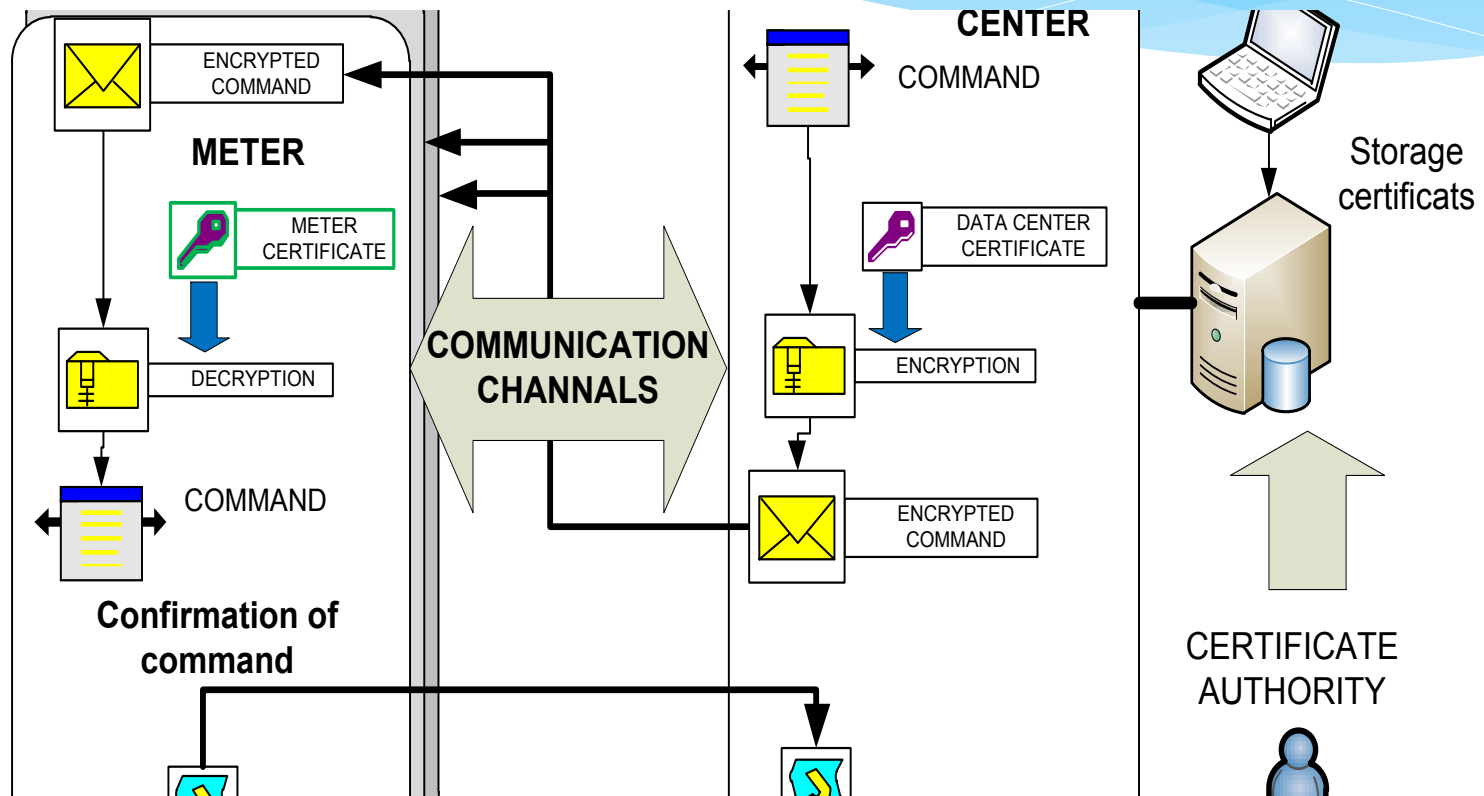 CENTER
ENCRYPTED
COMMAND
COMMAND
METER
Storage
certificats
METER
CERTIFICATE
DATA CENTER
CERTIFICATE
COMMUNICATION
CHANNALS
DECRYPTION
ENCRYPTION
COMMAND
ENCRYPTED
COMMAND
Confirmation of
command
CERTIFICATE
AUTHORITY